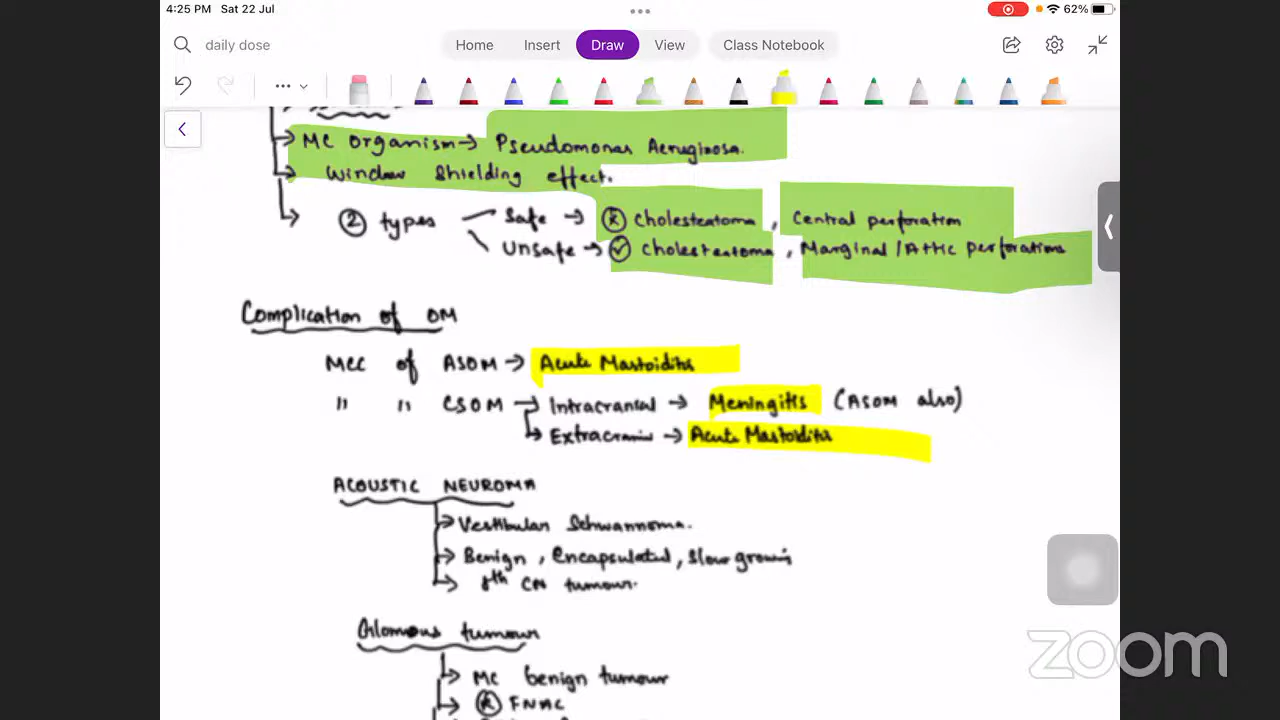 4:25 PM Sat 22 Jul
62%
daily dose
Home Insert Draw View Class Notebook
MC Organism → Pseudomonas Aeruginosa.
Window Shielding effect.
② types Safe → ⓧ Cholesteatoma, Central perforation
Unsafe → ✓ Cholesteatoma, Marginal/Attic perforation
Complication of OM
MCC of ASOM → Acute Mastoiditis
" " CSOM → Intracranial → Meningitis (ASOM also)
→ Extracranial → Acute Mastoiditis
ACOUSTIC NEUROMA
→ Vestibular Schwannoma.
→ Benign, Encapsulated, Slow growing
→ 8th CN tumour.
Glomous tumour
→ MC benign tumour
→ ⓧ FNAC
zoom